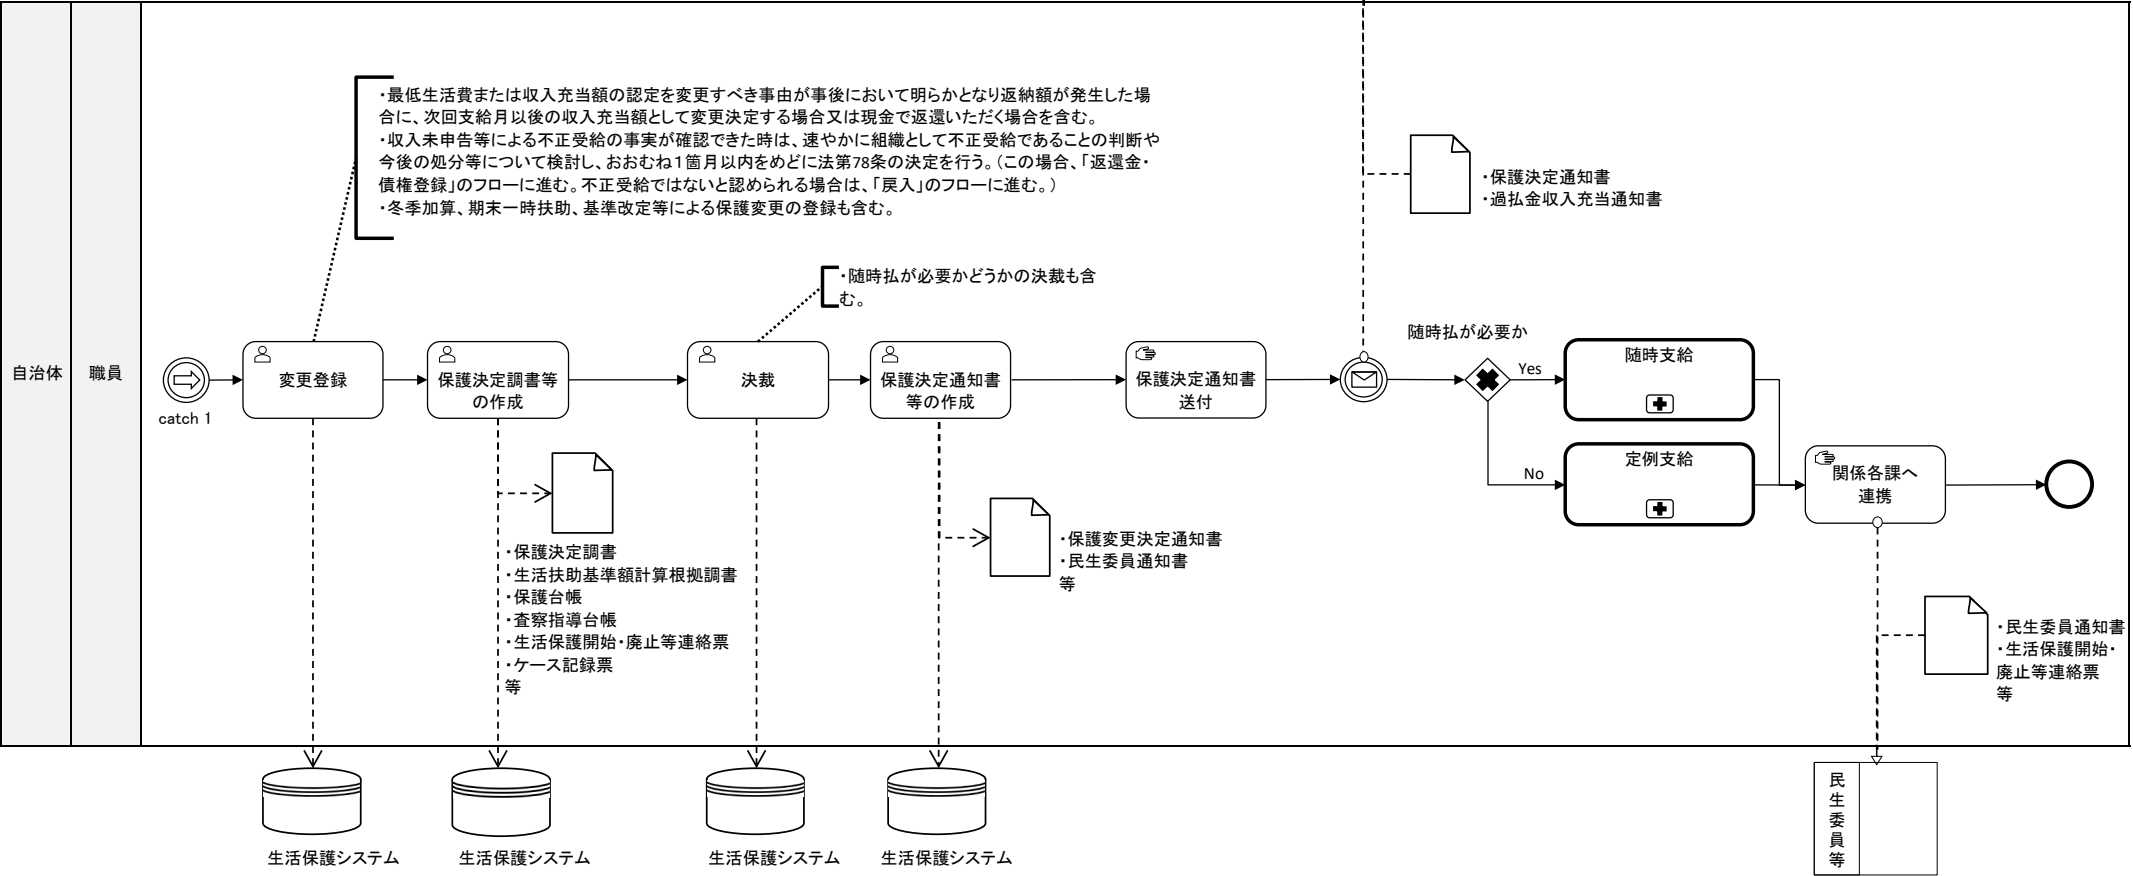 ・最低生活費または収入充当額の認定を変更すべき事由が事後において明らかとなり返納額が発生した場
合に、次回支給月以後の収入充当額として変更決定する場合又は現金で返還いただく場合を含む。
・収入未申告等による不正受給の事実が確認できた時は、速やかに組織として不正受給であることの判断や
今後の処分等について検討し、おおむね１箇月以内をめどに法第78条の決定を行う。（この場合、「返還金・
債権登録」のフローに進む。不正受給ではないと認められる場合は、「戻入」のフローに進む。）
・冬季加算、期末一時扶助、基準改定等による保護変更の登録も含む。
・保護決定通知書
・過払金収入充当通知書
・随時払が必要かどうかの決裁も含
む。
自治体
職員
catch 1
変更登録
保護決定調書等
の作成
決裁
保護決定通知書
等の作成
保護決定通知書
送付
随時払が必要か
Yes
No
随時支給
定例支給
関係各課へ
連携
・保護決定調書
・生活扶助基準額計算根拠調書
・保護台帳
・査察指導台帳
・生活保護開始・廃止等連絡票
・ケース記録票
等
・保護変更決定通知書
・民生委員通知書
等
・民生委員通知書
・生活保護開始・
廃止等連絡票
等
生活保護システム
生活保護システム
生活保護システム
生活保護システム
民生委員等